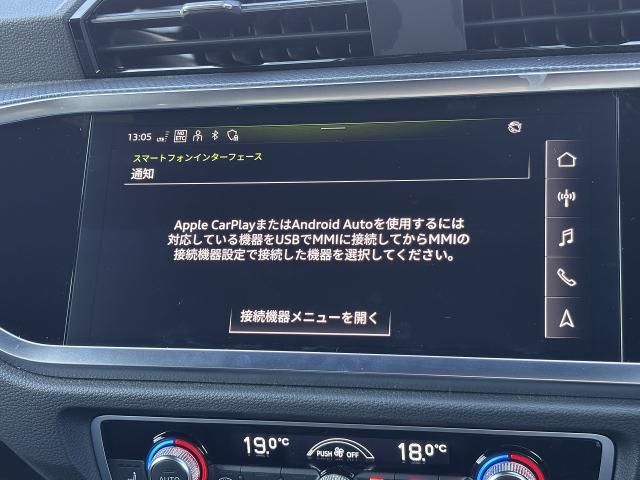 13:05 LTE NO ETC
スマートフォンインターフェース
通知
Apple CarPlayまたはAndroid Autoを使用するには
対応している機器をUSBでMMIに接続してからMMIの
接続機器設定で接続した機器を選択してください。
接続機器メニューを開く
19.0°C PUSH OFF 18.0°C
AUTO